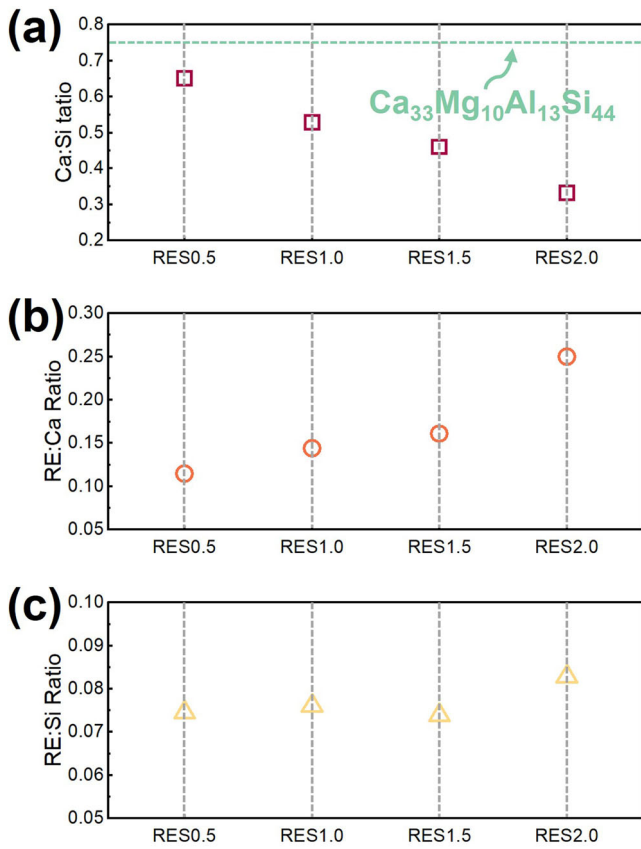 (a)
Ca:Si tatio
0.8
0.7
0.6
0.5
0.4
0.3
0.2
Ca33Mg10Al13Si44
RES0.5 RES1.0 RES1.5 RES2.0
(b)
RE:Ca Ratio
0.30
0.25
0.20
0.15
0.10
0.05
RES0.5 RES1.0 RES1.5 RES2.0
(c)
RE:Si Ratio
0.10
0.09
0.08
0.07
0.06
0.05
RES0.5 RES1.0 RES1.5 RES2.0